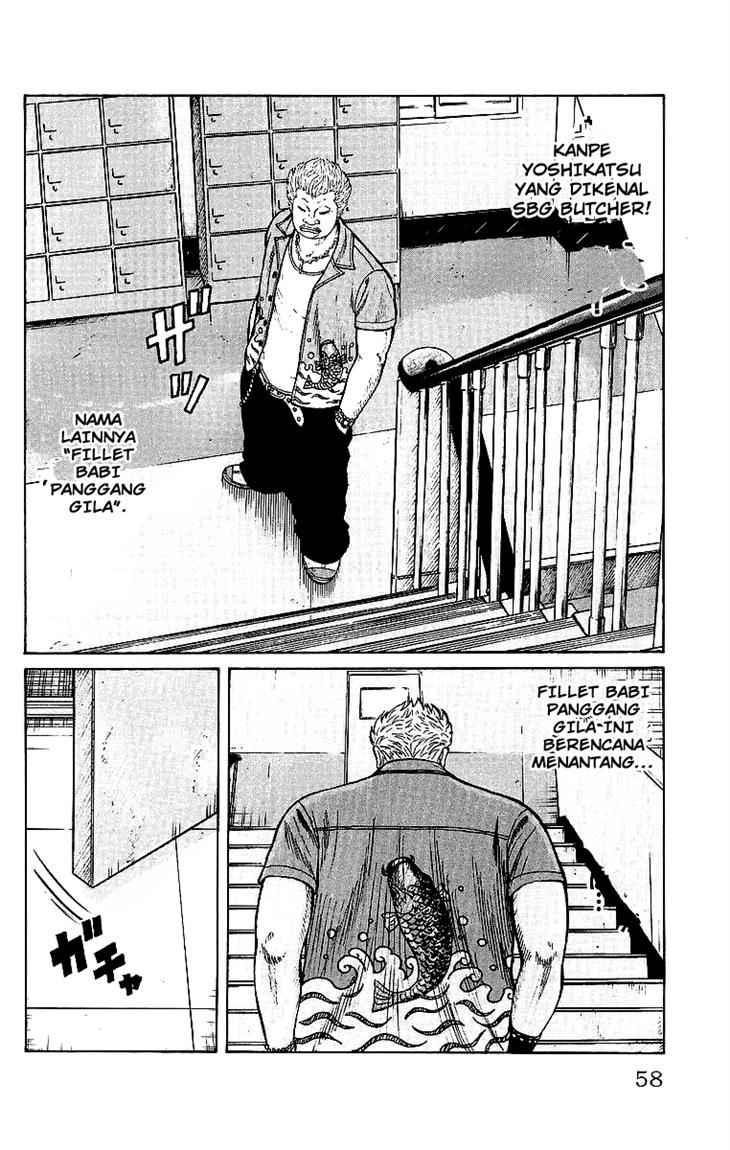 KANPE
YOSHIKATSU
YANG DIKENAL
SBG BUTCHER!
ザッ
NAMA
LAINNYA
"FILLET
BABI
PANGGANG
GILA".
FILLET BABI
PANGGANG
GILA INI
BERENCANA
MENANTANG...
ガチャ
58